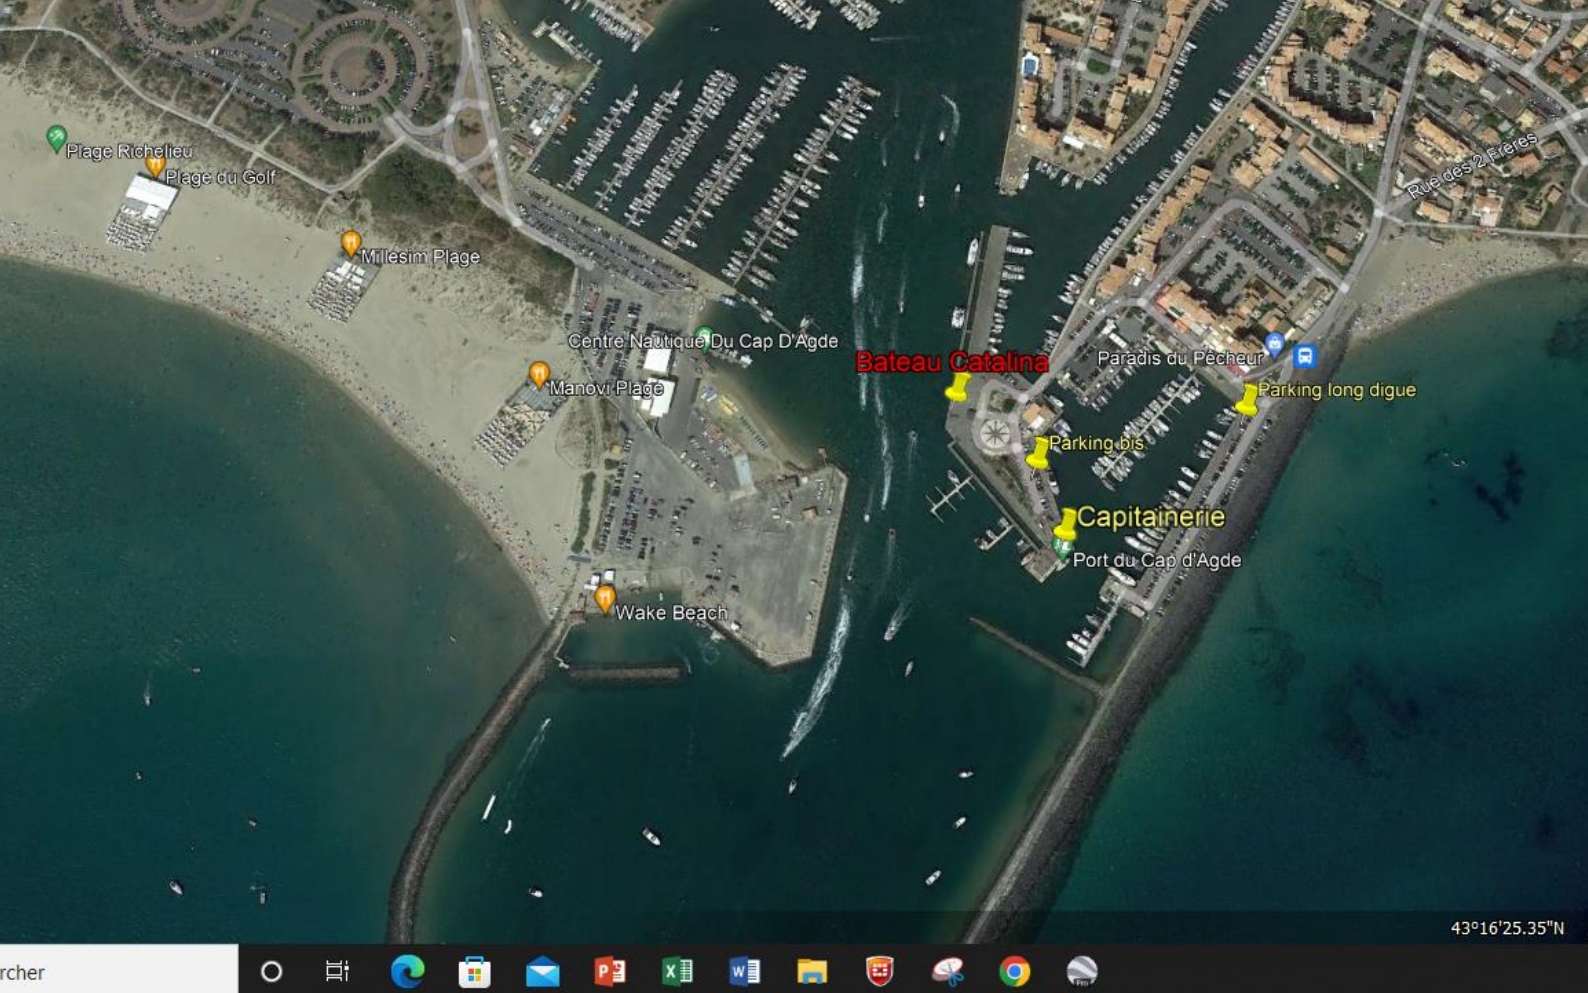 Rue des 2 Frères
Plage Richelieu
Plage du Golf
Millesim Plage
Centre Nautique Du Cap D'Agde
Bateau Catalina
Paradis du Pêcheur
Manovi Plage
Parking long digue
Parking bis
Capitainerie
Port du Cap d'Agde
Wake Beach
43°16'25.35"N
rcher